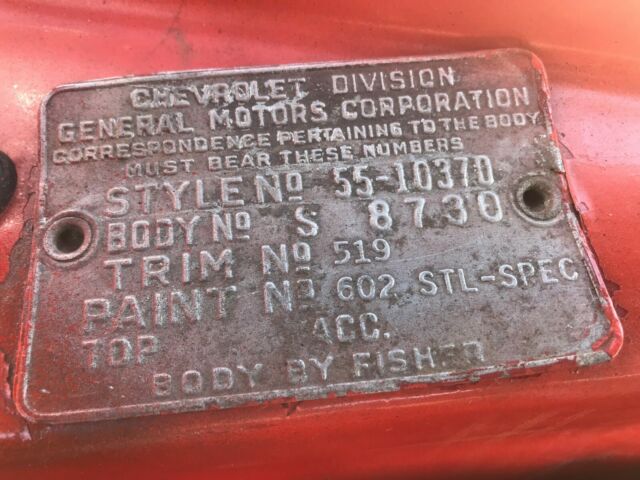 CHEVROLET DIVISION
GENERAL MOTORS CORPORATION
CORRESPONDENCE PERTAINING TO THE BODY
MUST BEAR THESE NUMBERS
STYLE Nº 55-1037D
BODY Nº S 8730
TRIM Nº 519
PAINT Nº 602 STL-SPEC
TOP ACC.
BODY BY FISHER